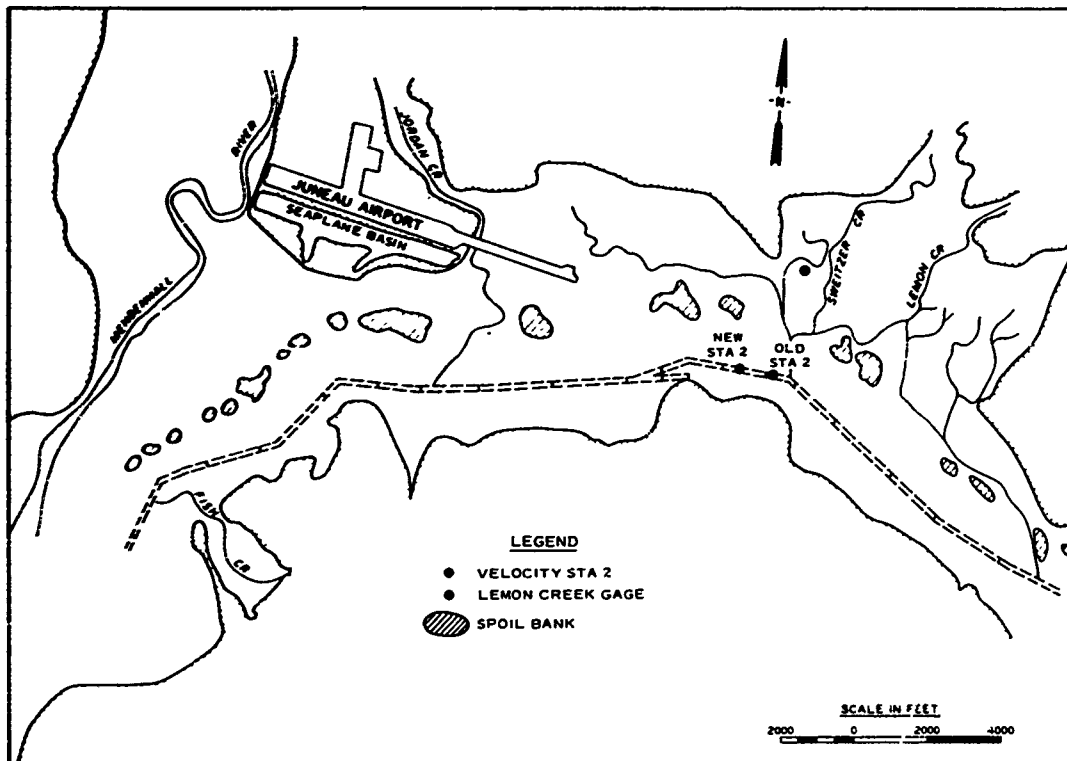 -N-
RIVER
JORDAN CR
JUNEAU AIRPORT
SEAPLANE BASIN
MENDENHALL
SWEITZER CR
LEMON CR
NEW
STA 2
OLD
STA 2
FISH
CR
LEGEND
VELOCITY STA 2
LEMON CREEK GAGE
SPOIL BANK
SCALE IN FEET
2000 0 2000 4000